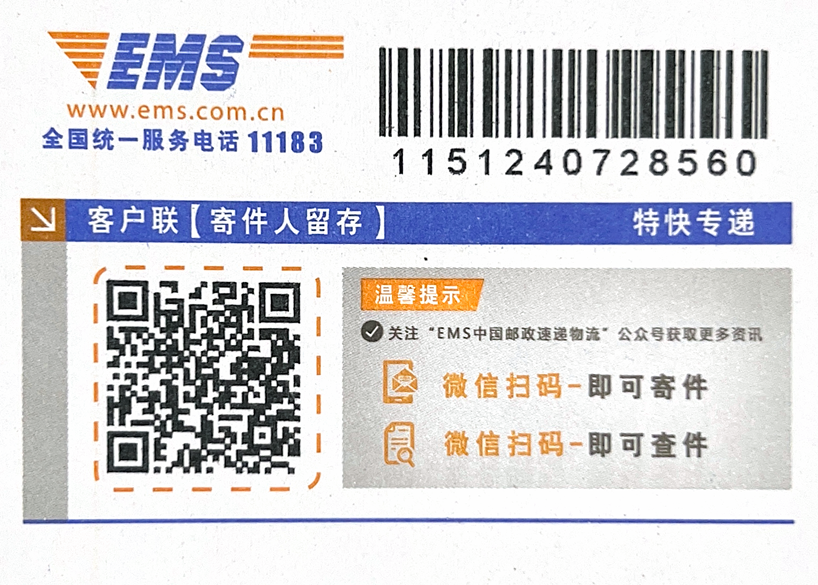 EMS
www.ems.com.cn
全国统一服务电话 11183
1151240728560
客户联【寄件人留存】
特快专递
温馨提示
关注“EMS中国邮政速递物流”公众号获取更多资讯
微信扫码-即可寄件
微信扫码-即可查件